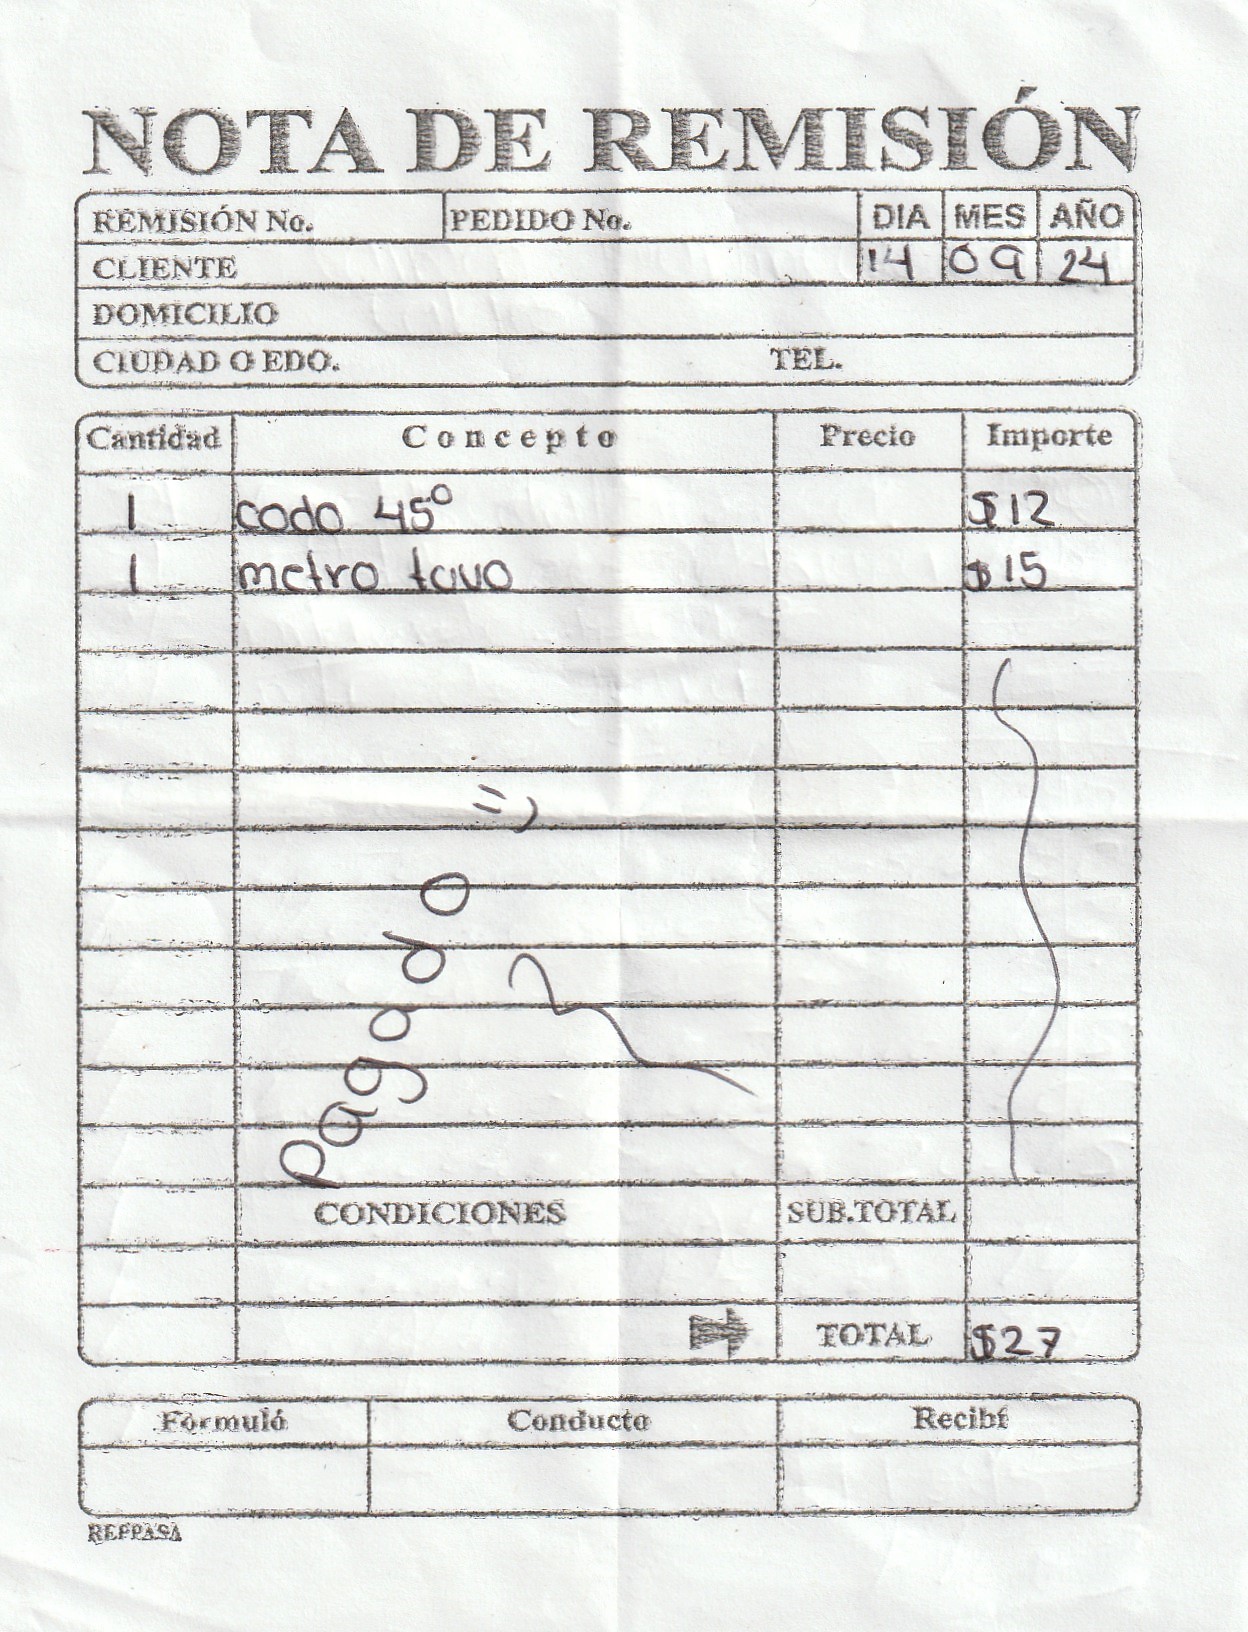 NOTA DE REMISIÓN
REMISIÓN No. PEDIDO No. DIA MES AÑO
CLIENTE 14 09 24
DOMICILIO
CIUDAD O EDO. TEL.
Cantidad Concepto Precio Importe
1 codo 45° $12
1 metro tavo $15
=)
Pagado
CONDICIONES SUB.TOTAL
TOTAL $27
Formuló Conducto Recibí
REPPASA